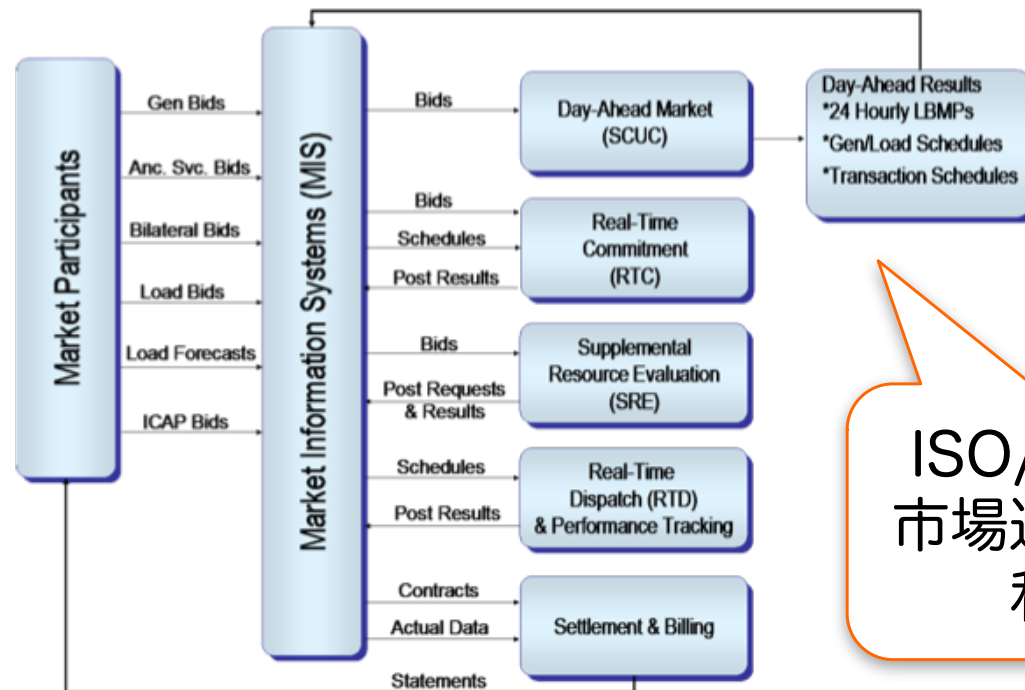 Market Participants
Gen Bids
Anc. Svc. Bids
Bilateral Bids
Load Bids
Load Forecasts
ICAP Bids
Market Information Systems (MIS)
Bids
Bids
Schedules
Post Results
Bids
Post Requests
& Results
Schedules
Post Results
Contracts
Actual Data
Statements
Day-Ahead Market
(SCUC)
Real-Time
Commitment
(RTC)
Supplemental
Resource Evaluation
(SRE)
Real-Time
Dispatch (RTD)
& Performance Tracking
Settlement & Billing
Day-Ahead Results
*24 Hourly LBMPs
*Gen/Load Schedules
*Transaction Schedules
ISO/
市場